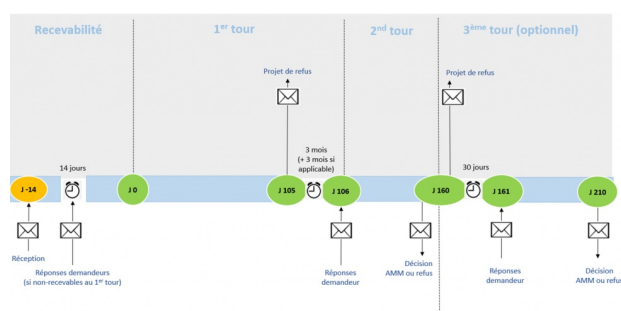 Recevabilité
1er tour
2nd tour
3ème tour (optionnel)
Projet de refus
Projet de refus
14 jours
3 mois
(+ 3 mois si
applicable)
30 jours
J -14
J 0
J 105
J 106
J 160
J 161
J 210
Réception
Réponses demandeurs
(si non-recevables au 1er tour)
Réponses
demandeur
Décision
AMM ou refus
Réponses
demandeur
Décision
AMM ou refus